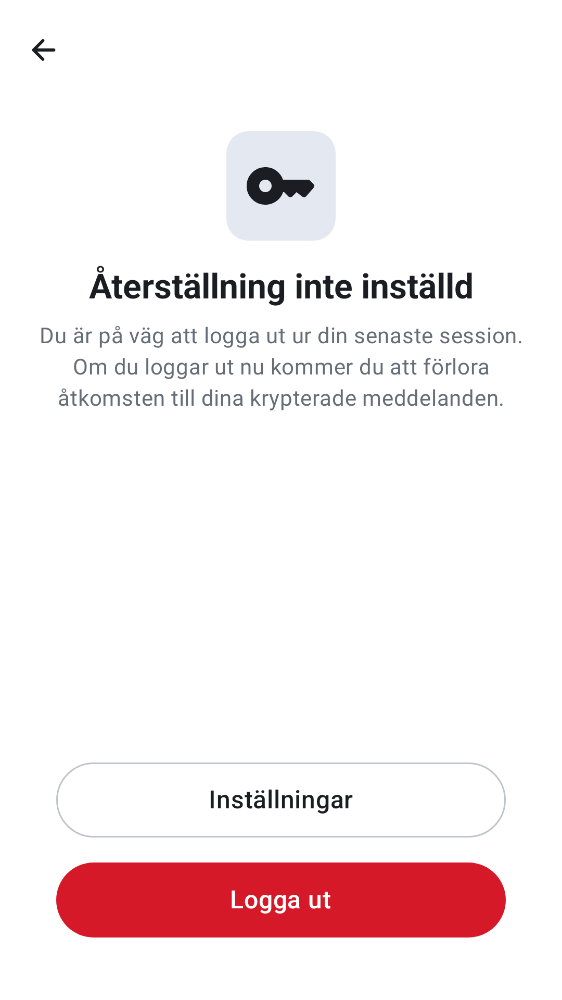 Återställning inte inställd
Du är på väg att logga ut ur din senaste session.
Om du loggar ut nu kommer du att förlora
åtkomsten till dina krypterade meddelanden.
Inställningar
Logga ut